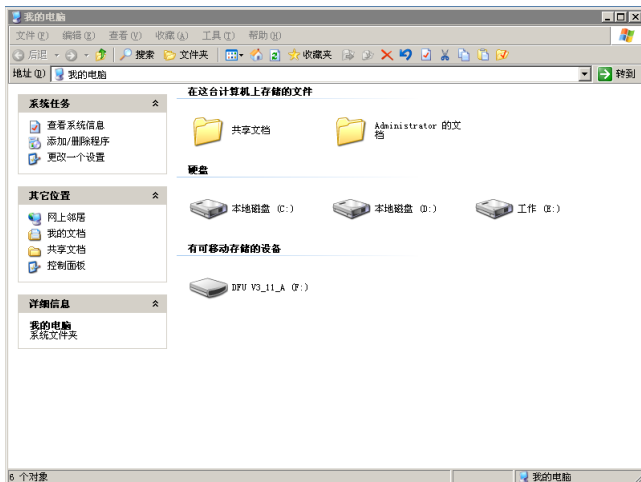 我的电脑
文件(F) 编辑(E) 查看(V) 收藏(A) 工具(T) 帮助(H)
后退 搜索 文件夹 收藏夹
地址(D) 我的电脑 转到
系统任务
查看系统信息
添加/删除程序
更改一个设置
其它位置
网上邻居
我的文档
共享文档
控制面板
详细信息
我的电脑
系统文件夹
在这台计算机上存储的文件
共享文档
Administrator 的文
档
硬盘
本地磁盘 (C:)
本地磁盘 (D:)
工作 (E:)
有可移动存储的设备
DFU V3_11_A (F:)
6 个对象
我的电脑